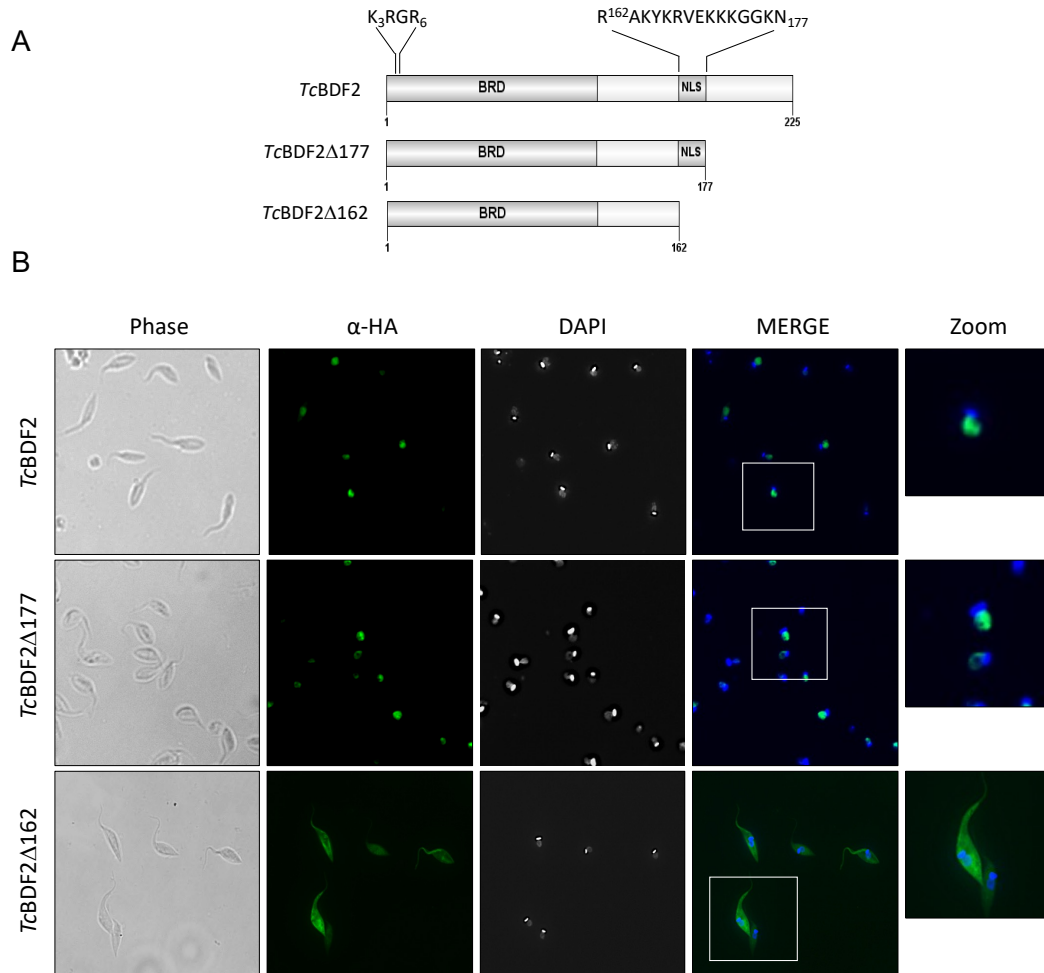 A
K₃RGR₆
R¹⁶²AKYKRVEKKKGGKN₁₇₇
TcBDF2
BRD
NLS
1
225
TcBDF2Δ177
BRD
NLS
1
177
TcBDF2Δ162
BRD
1
162
B
Phase
α-HA
DAPI
MERGE
Zoom
TcBDF2
TcBDF2Δ177
TcBDF2Δ162